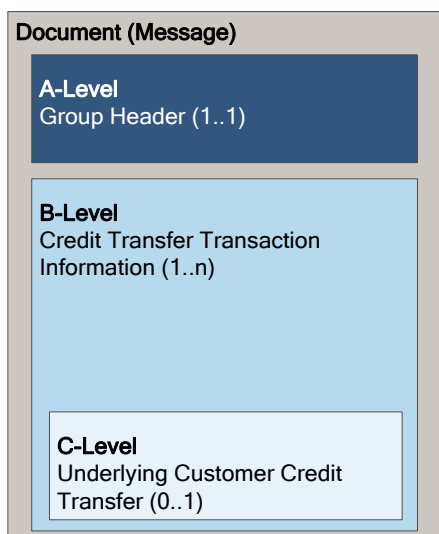 Document (Message)
A-Level
Group Header (1..1)
B-Level
Credit Transfer Transaction
Information (1..n)
C-Level
Underlying Customer Credit
Transfer (0..1)